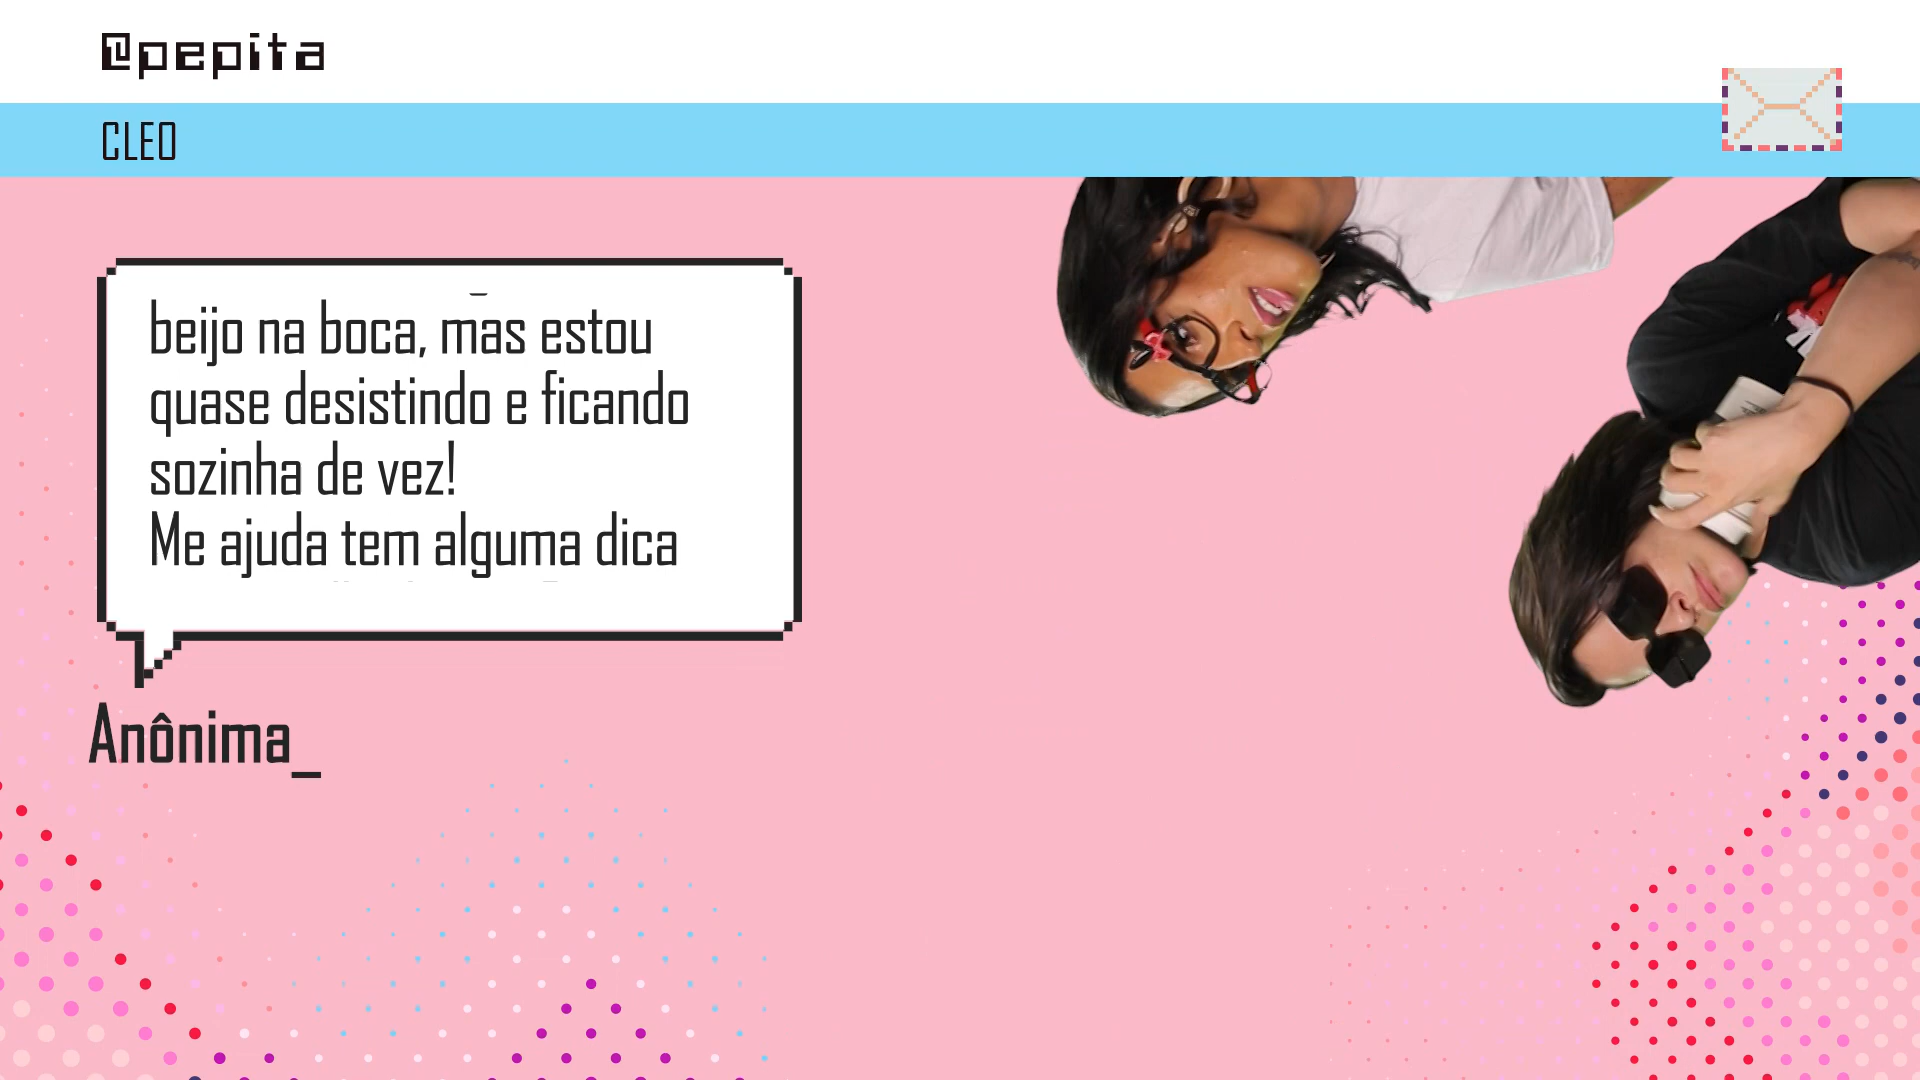 @pepita
CLEO
beijo na boca, mas estou
quase desistindo e ficando
sozinha de vez!
Me ajuda tem alguma dica
Anônima_